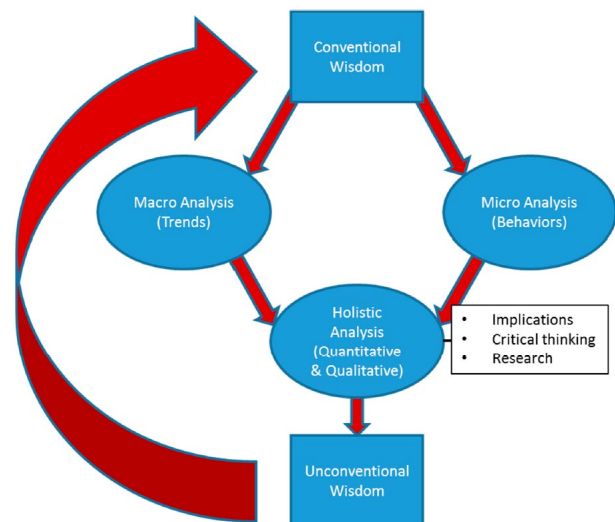 Conventional
Wisdom
Macro Analysis
(Trends)
Micro Analysis
(Behaviors)
Holistic
Analysis
(Quantitative
& Qualitative)
• Implications
• Critical thinking
• Research
Unconventional
Wisdom